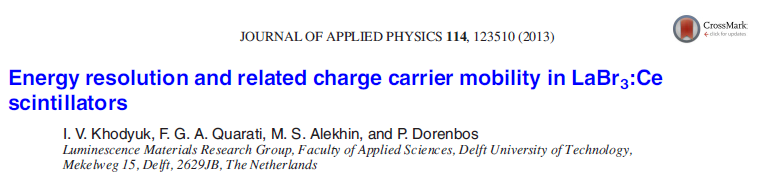 CrossMark
click for updates
JOURNAL OF APPLIED PHYSICS 114, 123510 (2013)
Energy resolution and related charge carrier mobility in LaBr₃:Ce
scintillators
I. V. Khodyuk, F. G. A. Quarati, M. S. Alekhin, and P. Dorenbos
Luminescence Materials Research Group, Faculty of Applied Sciences, Delft University of Technology,
Mekelweg 15, Delft, 2629JB, The Netherlands